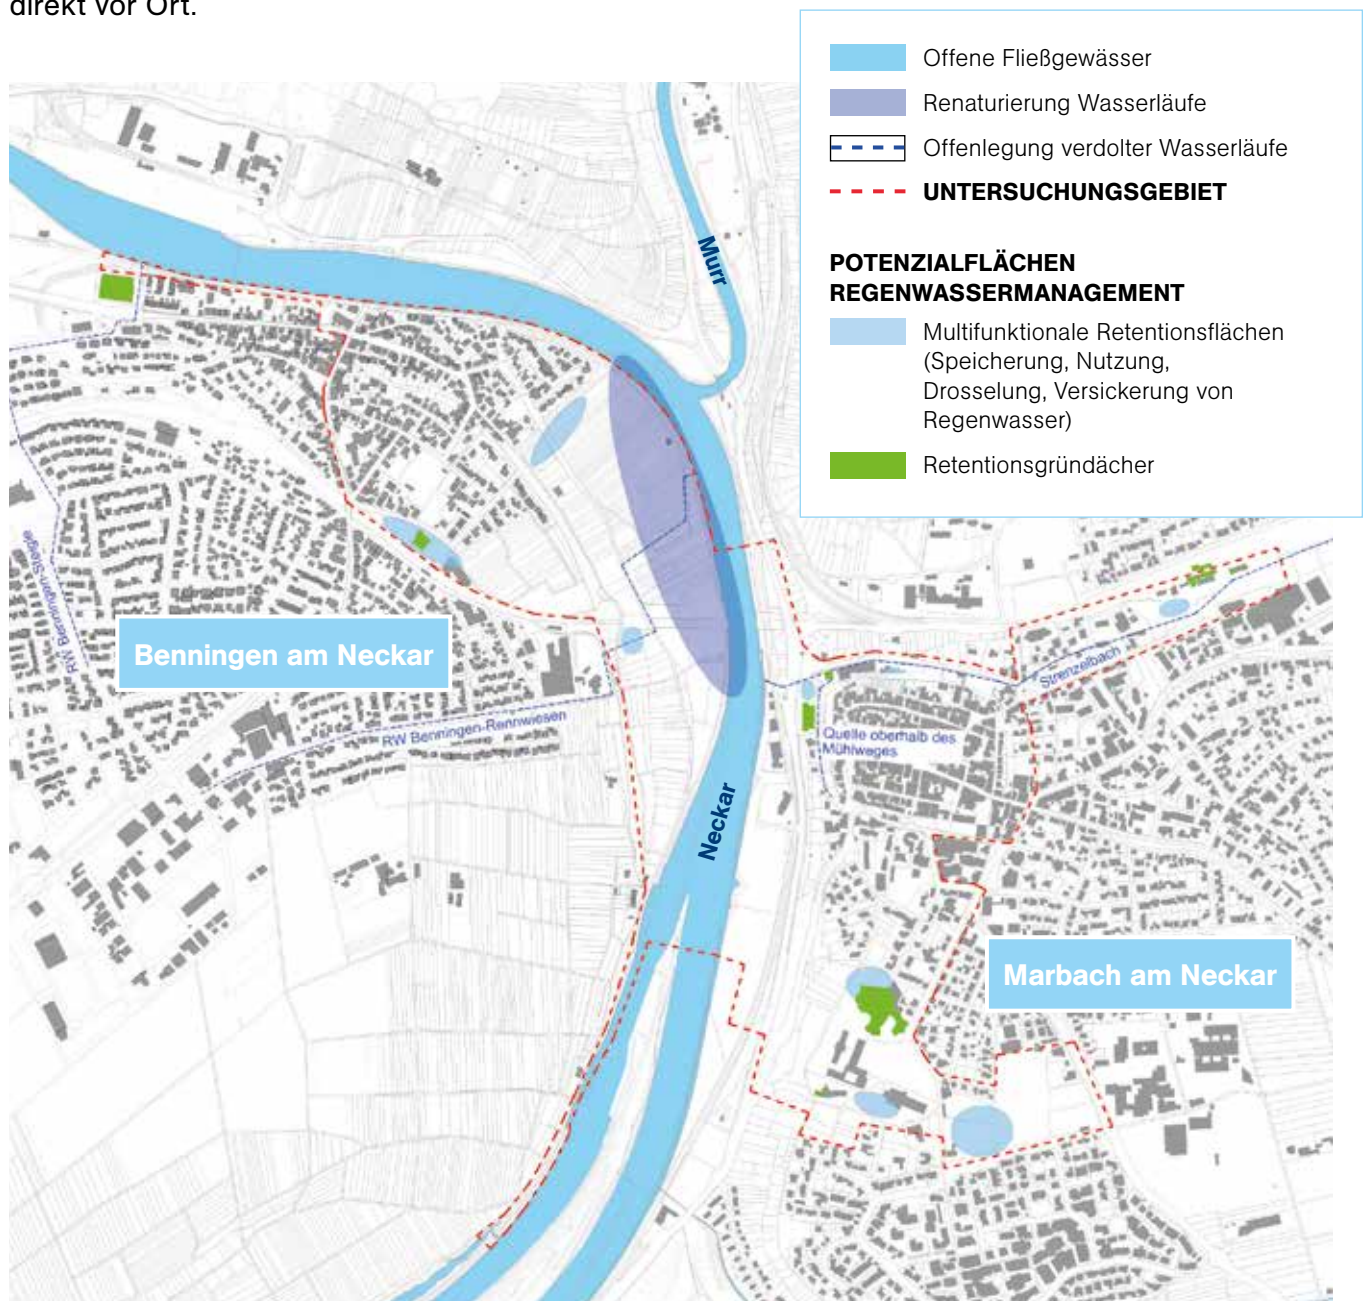 direkt vor Ort.
Offene Fließgewässer
Renaturierung Wasserläufe
Offenlegung verdolter Wasserläufe
UNTERSUCHUNGSGEBIET
POTENZIALFLÄCHEN
REGENWASSERMANAGEMENT
Multifunktionale Retentionsflächen
(Speicherung, Nutzung,
Drosselung, Versickerung von
Regenwasser)
Retentionsgründächer
Murr
RW Benningen-Steige
Benningen am Neckar
Strenzelbach
RW Benningen-Rennwiesen
Quelle oberhalb des
Mühlweges
Neckar
Marbach am Neckar